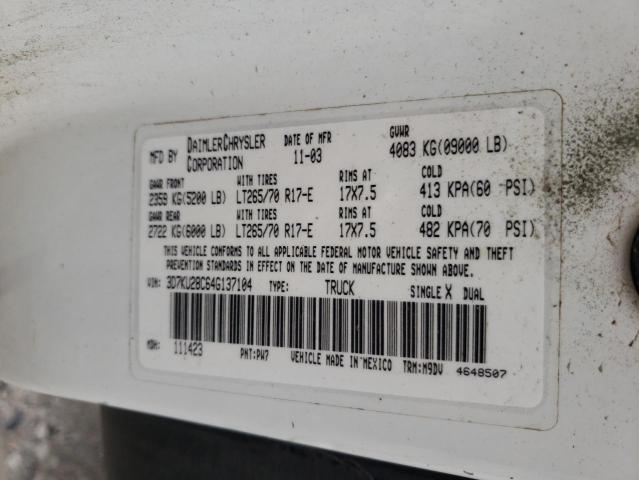 MFD BY DAIMLERCHRYSLER CORPORATION DATE OF MFR 11-03 GVWR 4083 KG(09000 LB)
GAWR FRONT WITH TIRES RIMS AT COLD
2359 KG(5200 LB) LT265/70 R17-E 17X7.5 413 KPA(60 PSI)
GAWR REAR WITH TIRES RIMS AT COLD
2722 KG(6000 LB) LT265/70 R17-E 17X7.5 482 KPA(70 PSI)
THIS VEHICLE CONFORMS TO ALL APPLICABLE FEDERAL MOTOR VEHICLE SAFETY AND THEFT
PREVENTION STANDARDS IN EFFECT ON THE DATE OF MANUFACTURE SHOWN ABOVE.
VIN: 3D7KU28C64G137104 TYPE: TRUCK SINGLE X DUAL
MDH: 111423 PNT:PW7 VEHICLE MADE IN MEXICO TRM:M9DV 4648507